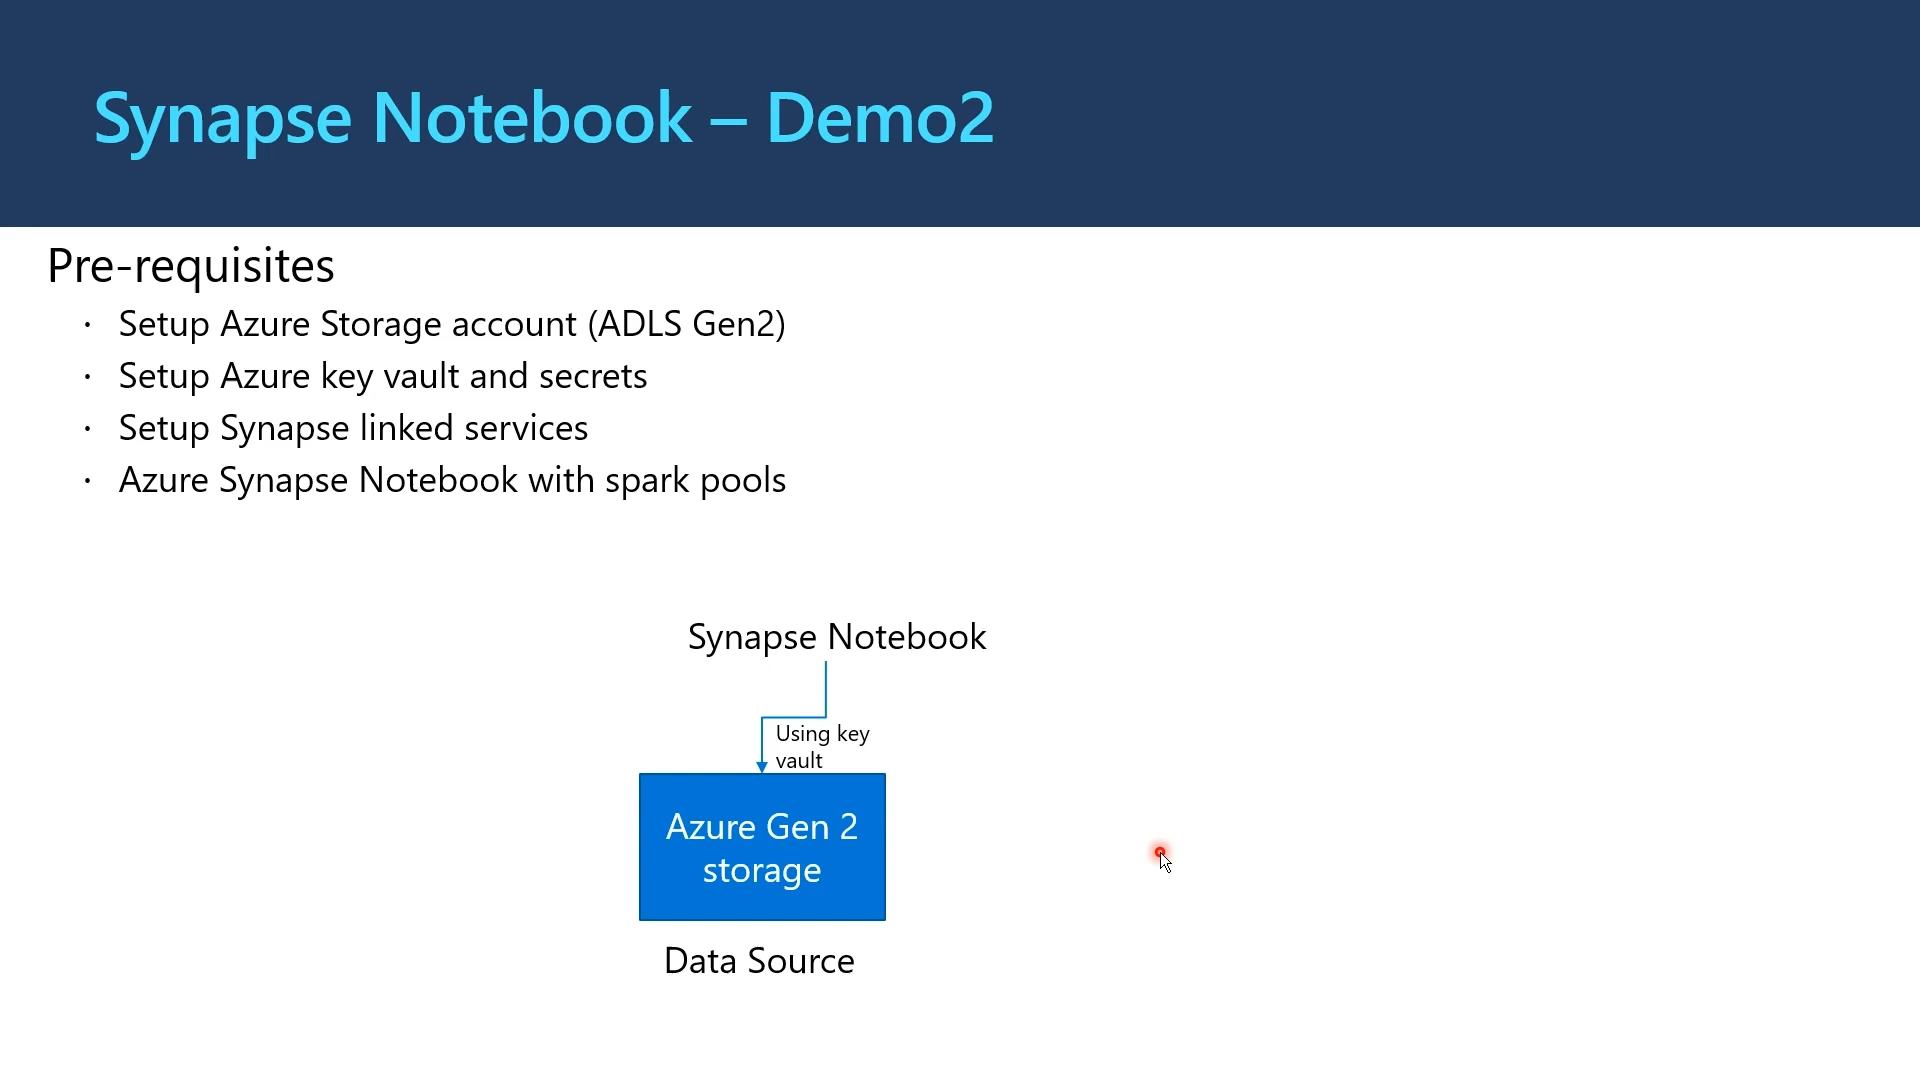 Synapse Notebook – Demo2
Pre-requisites
· Setup Azure Storage account (ADLS Gen2)
· Setup Azure key vault and secrets
· Setup Synapse linked services
· Azure Synapse Notebook with spark pools
Synapse Notebook
Using key
vault
Azure Gen 2
storage
Data Source